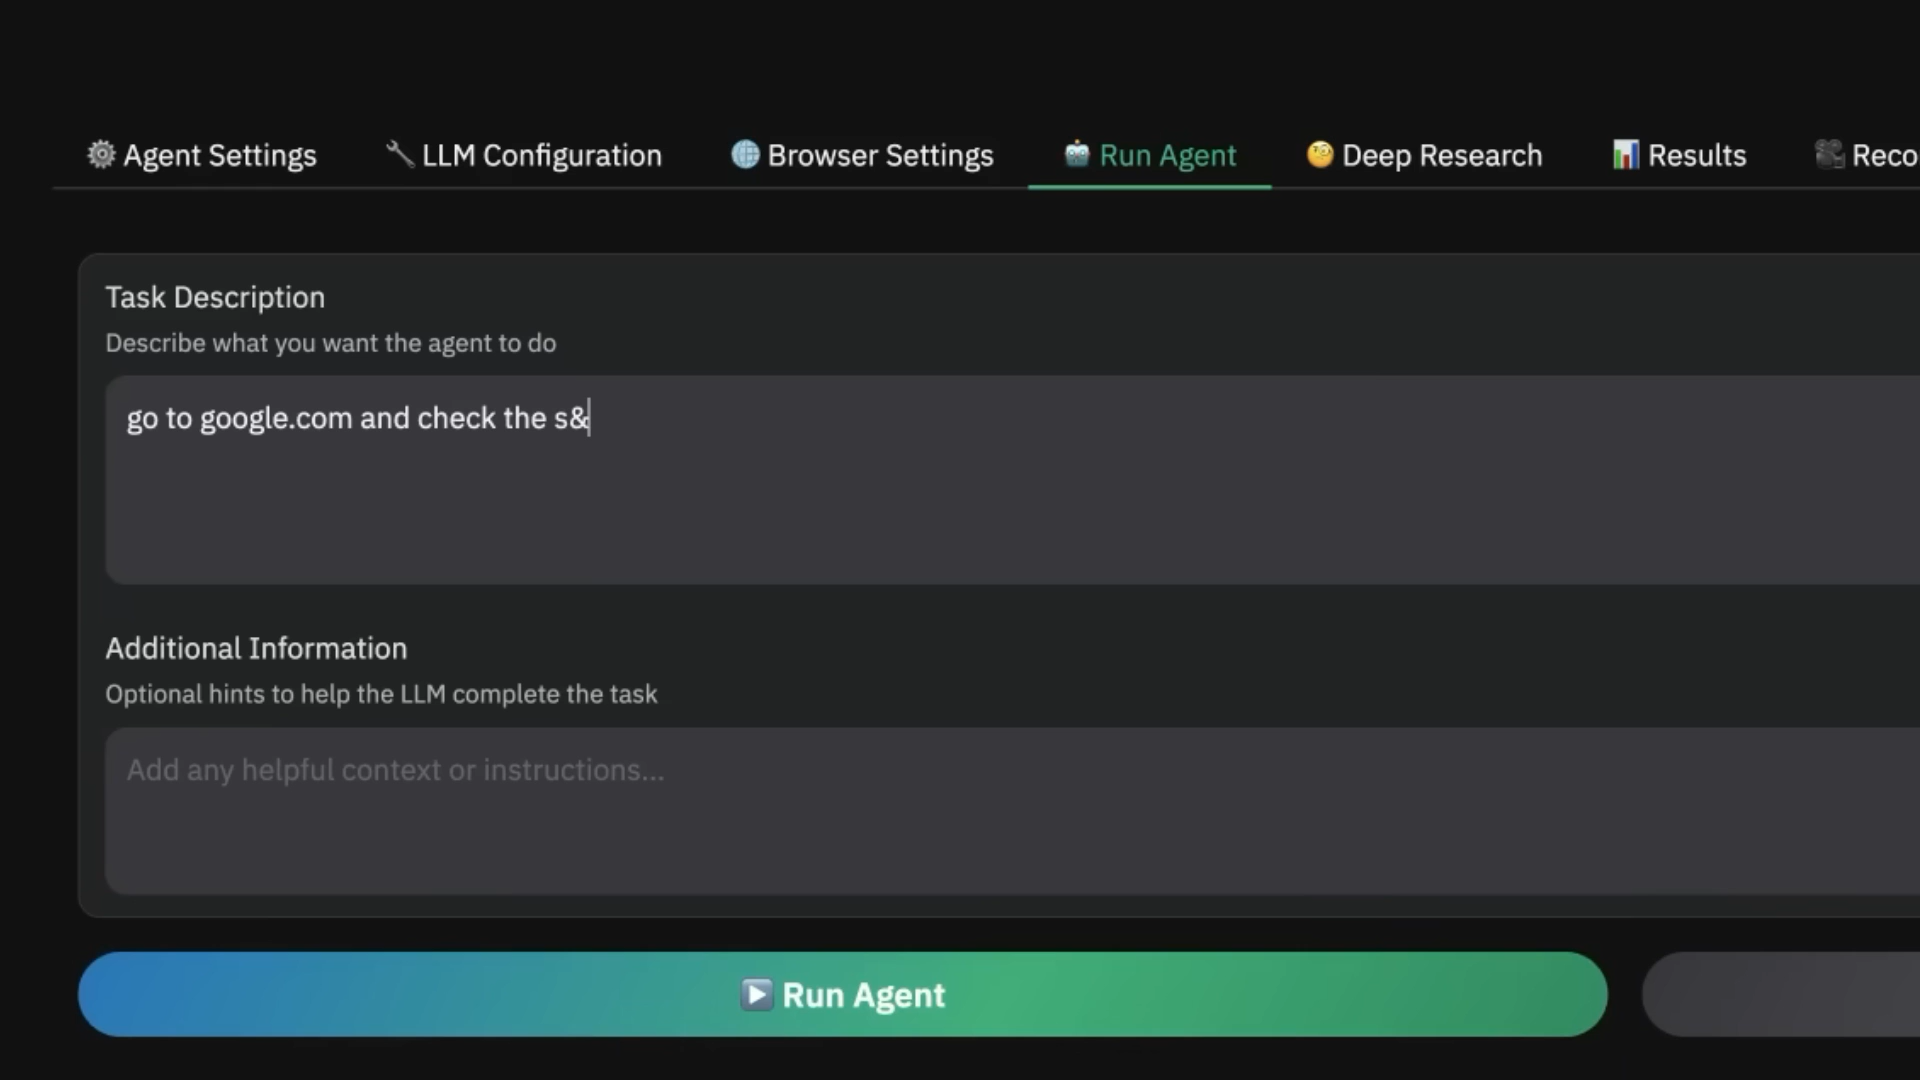 Agent Settings LLM Configuration Browser Settings Run Agent Deep Research Results Reco
Task Description
Describe what you want the agent to do
go to google.com and check the s&
Additional Information
Optional hints to help the LLM complete the task
Add any helpful context or instructions...
Run Agent